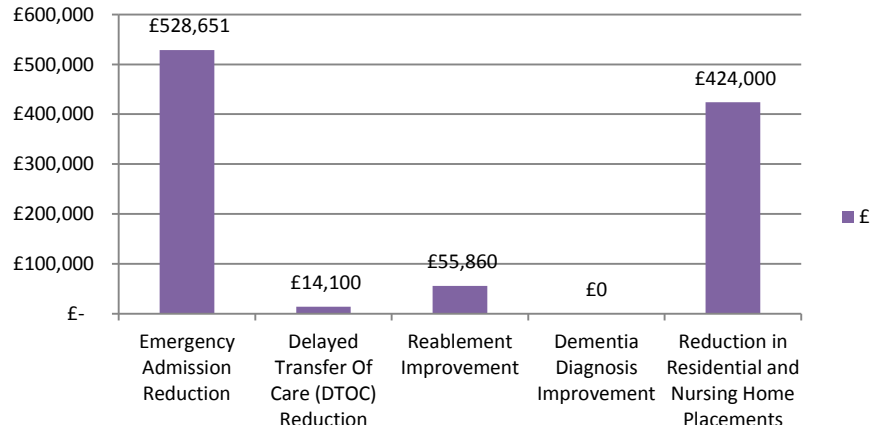 £600,000
£500,000
£400,000
£300,000
£200,000
£100,000
£-
£528,651
£14,100
£55,860
£0
£424,000
Emergency
Admission
Reduction
Delayed
Transfer Of
Care (DTOC)
Reduction
Reablement
Improvement
Dementia
Diagnosis
Improvement
Reduction in
Residential and
Nursing Home
Placements
£